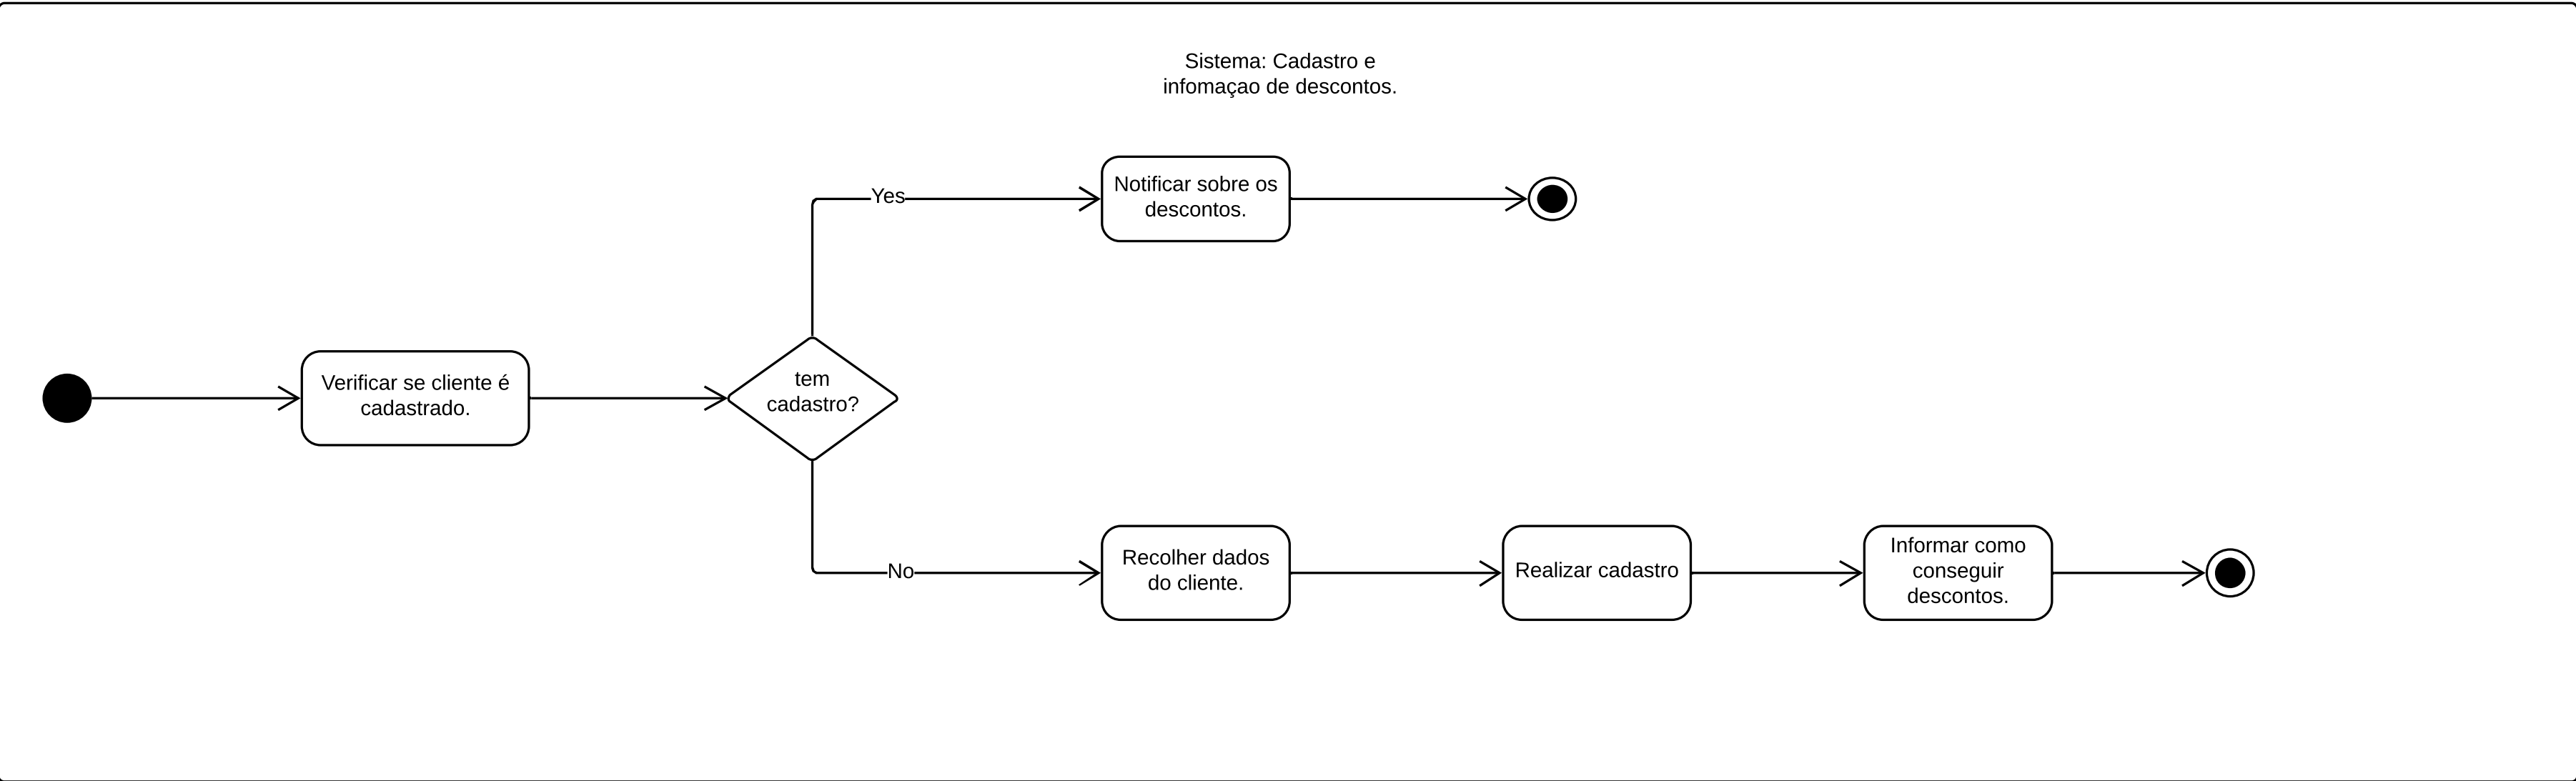 Sistema: Cadastro e
infomaçao de descontos.
Yes
Notificar sobre os
descontos.
Verificar se cliente é
cadastrado.
tem
cadastro?
No
Recolher dados
do cliente.
Realizar cadastro
Informar como
conseguir
descontos.